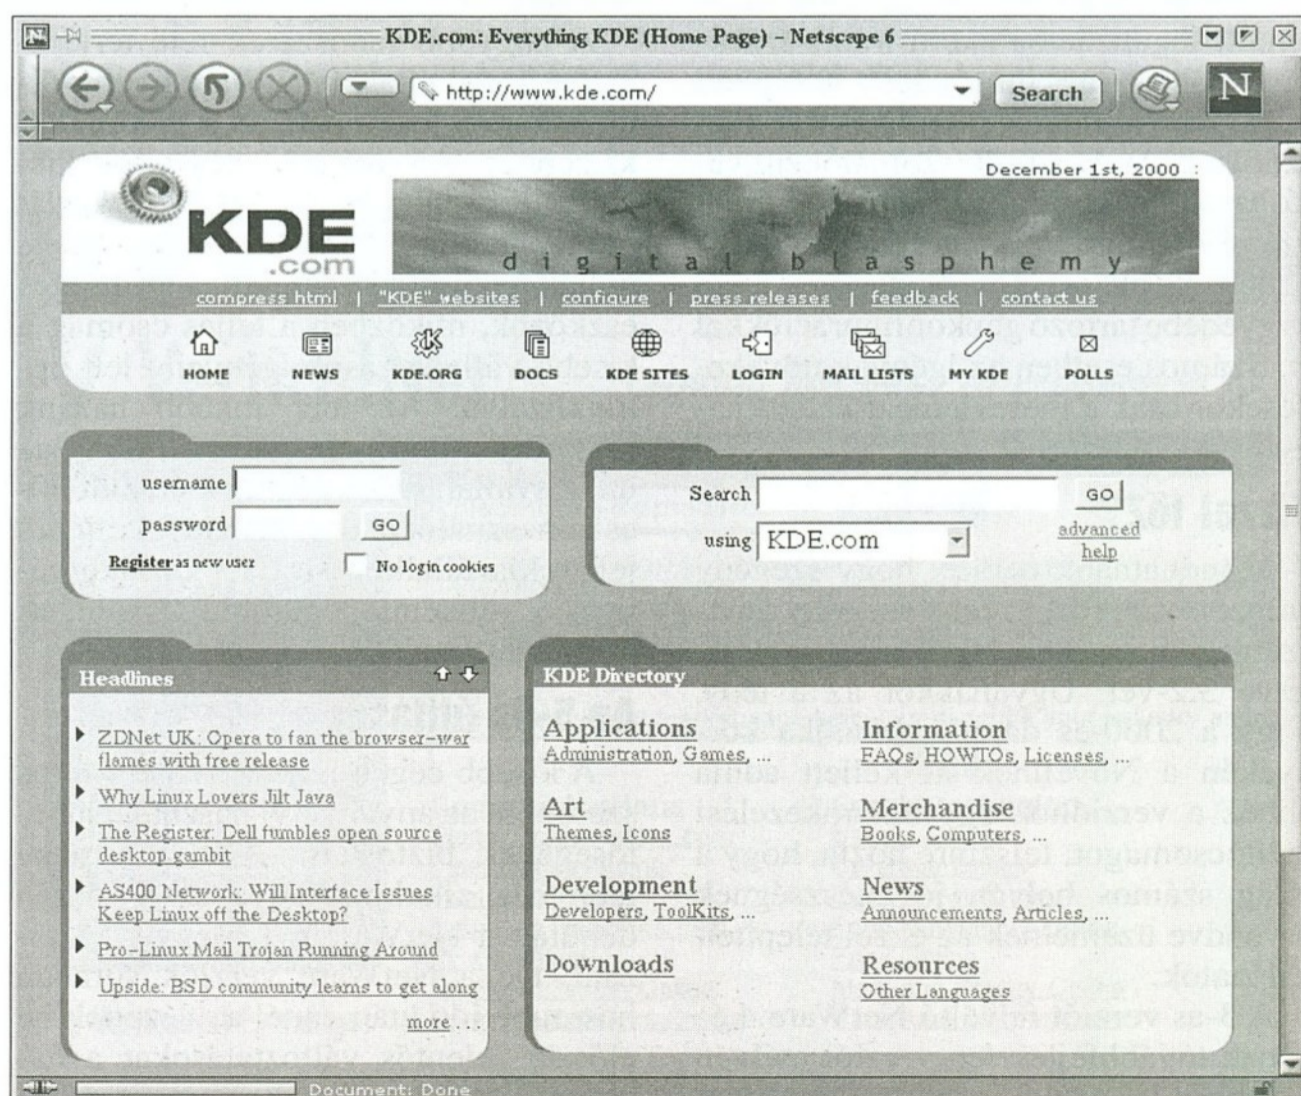 KDE.com: Everything KDE (Home Page) – Netscape 6
http://www.kde.com/
Search
N
December 1st, 2000 :
KDE
.com
digital blasphemy
compress html | "KDE" websites | configure | press releases | feedback | contact us
HOME NEWS KDE.ORG DOCS KDE SITES LOGIN MAIL LISTS MY KDE POLLS
username
password GO
Register as new user No login cookies
Search GO
using KDE.com advanced
help
Headlines
ZDNet UK: Opera to fan the browser-war
flames with free release
Why Linux Lovers Jilt Java
The Register: Dell fumbles open source
desktop gambit
AS400 Network: Will Interface Issues
Keep Linux off the Desktop?
Pro-Linux Mail Trojan Running Around
Upside: BSD community learns to get along
more ...
KDE Directory
Applications
Administration, Games, ...
Information
FAQs, HOWTOs, Licenses, ...
Art
Themes, Icons
Merchandise
Books, Computers, ...
Development
Developers, ToolKits, ...
News
Announcements, Articles, ...
Downloads
Resources
Other Languages
Document: Done